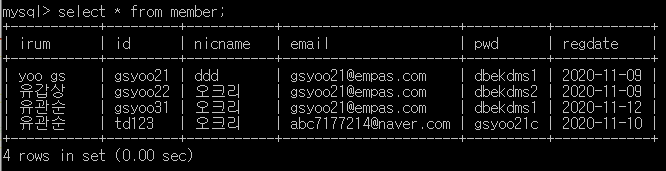 mysql> select * from member;
| irum | id | nicname | email | pwd | regdate |
| yoo gs | gsyoo21 | ddd | gsyoo21@empas.com | dbekdms1 | 2020-11-09 |
| 유갑상 | gsyoo22 | 오크리 | gsyoo21@empas.com | dbekdms2 | 2020-11-09 |
| 유관순 | gsyoo31 | 오크리 | gsyoo21@empas.com | dbekdms1 | 2020-11-12 |
| 유관순 | td123 | 오크리 | abc7177214@naver.com | gsyoo21c | 2020-11-10 |
4 rows in set (0.00 sec)